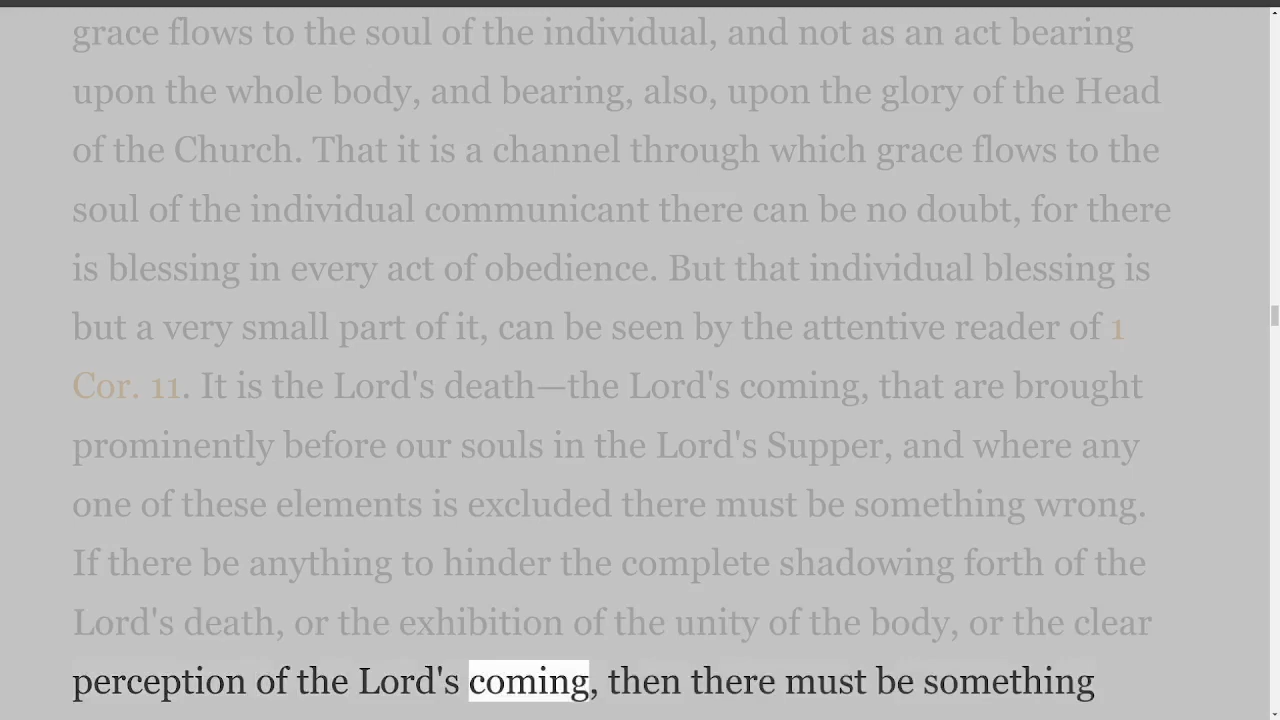 grace flows to the soul of the individual, and not as an act bearing
upon the whole body, and bearing, also, upon the glory of the Head
of the Church. That it is a channel through which grace flows to the
soul of the individual communicant there can be no doubt, for there
is blessing in every act of obedience. But that individual blessing is
but a very small part of it, can be seen by the attentive reader of 1
Cor. 11. It is the Lord's death—the Lord's coming, that are brought
prominently before our souls in the Lord's Supper, and where any
one of these elements is excluded there must be something wrong.
If there be anything to hinder the complete shadowing forth of the
Lord's death, or the exhibition of the unity of the body, or the clear
perception of the Lord's coming, then there must be something